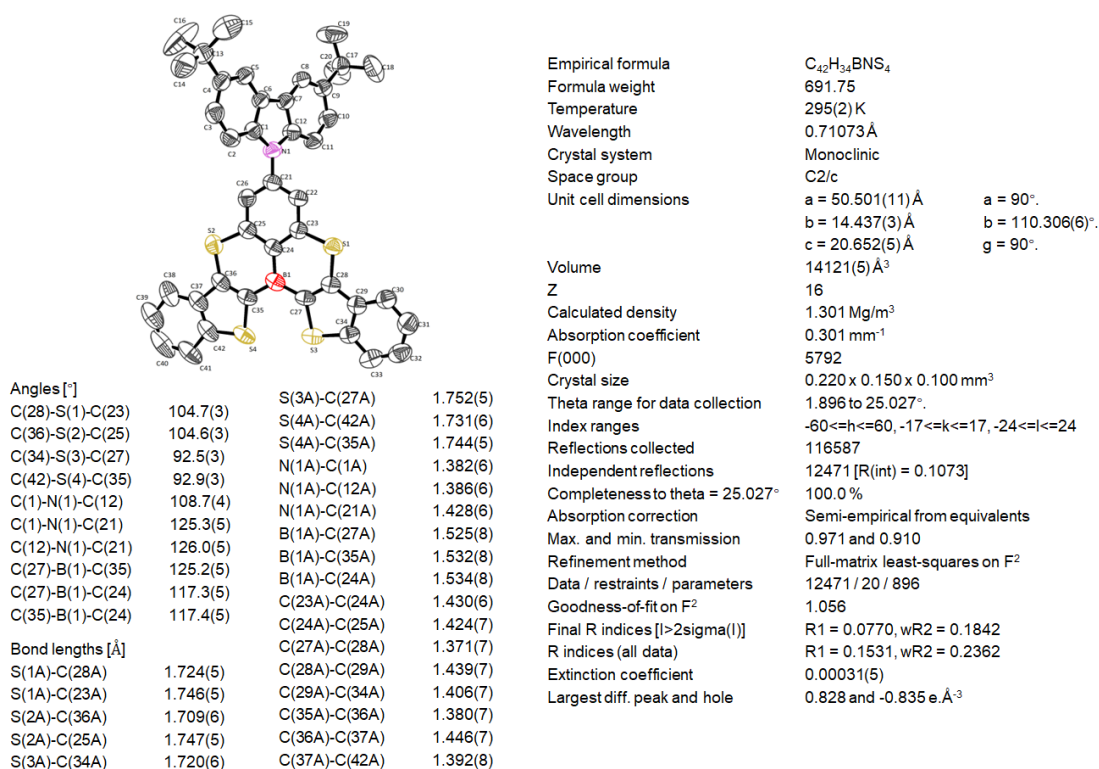 C16
C15
C19
C13
C14
C20
C17
C18
C5
C8
C4
C9
C6
C7
C3
C10
C1
C12
C2
C11
N1
C21
C26
C22
C25
C23
S2
C24
S1
C38
C36
B1
C28
C37
C29
C30
C39
C35
C27
C31
C34
C42
S4
S3
C32
C40
C41
C33
Angles [°]
C(28)-S(1)-C(23) 104.7(3)
C(36)-S(2)-C(25) 104.6(3)
C(34)-S(3)-C(27) 92.5(3)
C(42)-S(4)-C(35) 92.9(3)
C(1)-N(1)-C(12) 108.7(4)
C(1)-N(1)-C(21) 125.3(5)
C(12)-N(1)-C(21) 126.0(5)
C(27)-B(1)-C(35) 125.2(5)
C(27)-B(1)-C(24) 117.3(5)
C(35)-B(1)-C(24) 117.4(5)
Bond lengths [Å]
S(1A)-C(28A) 1.724(5)
S(1A)-C(23A) 1.746(5)
S(2A)-C(36A) 1.709(6)
S(2A)-C(25A) 1.747(5)
S(3A)-C(34A) 1.720(6)
S(3A)-C(27A) 1.752(5)
S(4A)-C(42A) 1.731(6)
S(4A)-C(35A) 1.744(5)
N(1A)-C(1A) 1.382(6)
N(1A)-C(12A) 1.386(6)
N(1A)-C(21A) 1.428(6)
B(1A)-C(27A) 1.525(8)
B(1A)-C(35A) 1.532(8)
B(1A)-C(24A) 1.534(8)
C(23A)-C(24A) 1.430(6)
C(24A)-C(25A) 1.424(7)
C(27A)-C(28A) 1.371(7)
C(28A)-C(29A) 1.439(7)
C(29A)-C(34A) 1.406(7)
C(35A)-C(36A) 1.380(7)
C(36A)-C(37A) 1.446(7)
C(37A)-C(42A) 1.392(8)
Empirical formula C42H34BNS4
Formula weight 691.75
Temperature 295(2) K
Wavelength 0.71073 Å
Crystal system Monoclinic
Space group C2/c
Unit cell dimensions a = 50.501(11) Å a = 90°.
b = 14.437(3) Å b = 110.306(6)°.
c = 20.652(5) Å g = 90°.
Volume 14121(5) Å3
Z 16
Calculated density 1.301 Mg/m3
Absorption coefficient 0.301 mm-1
F(000) 5792
Crystal size 0.220 x 0.150 x 0.100 mm3
Theta range for data collection 1.896 to 25.027°.
Index ranges -60<=h<=60, -17<=k<=17, -24<=l<=24
Reflections collected 116587
Independent reflections 12471 [R(int) = 0.1073]
Completeness to theta = 25.027° 100.0 %
Absorption correction Semi-empirical from equivalents
Max. and min. transmission 0.971 and 0.910
Refinement method Full-matrix least-squares on F2
Data / restraints / parameters 12471 / 20 / 896
Goodness-of-fit on F2 1.056
Final R indices [I>2sigma(I)] R1 = 0.0770, wR2 = 0.1842
R indices (all data) R1 = 0.1531, wR2 = 0.2362
Extinction coefficient 0.00031(5)
Largest diff. peak and hole 0.828 and -0.835 e.Å-3